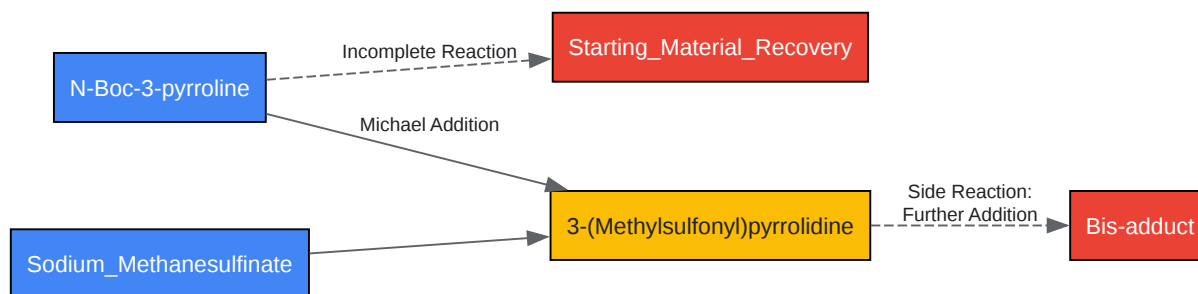 Incomplete Reaction
Starting_Material_Recovery
N-Boc-3-pyrroline
Michael Addition
Side Reaction:
Further Addition
3-(Methylsulfonyl)pyrrolidine
Bis-adduct
Sodium_Methanesulfinate